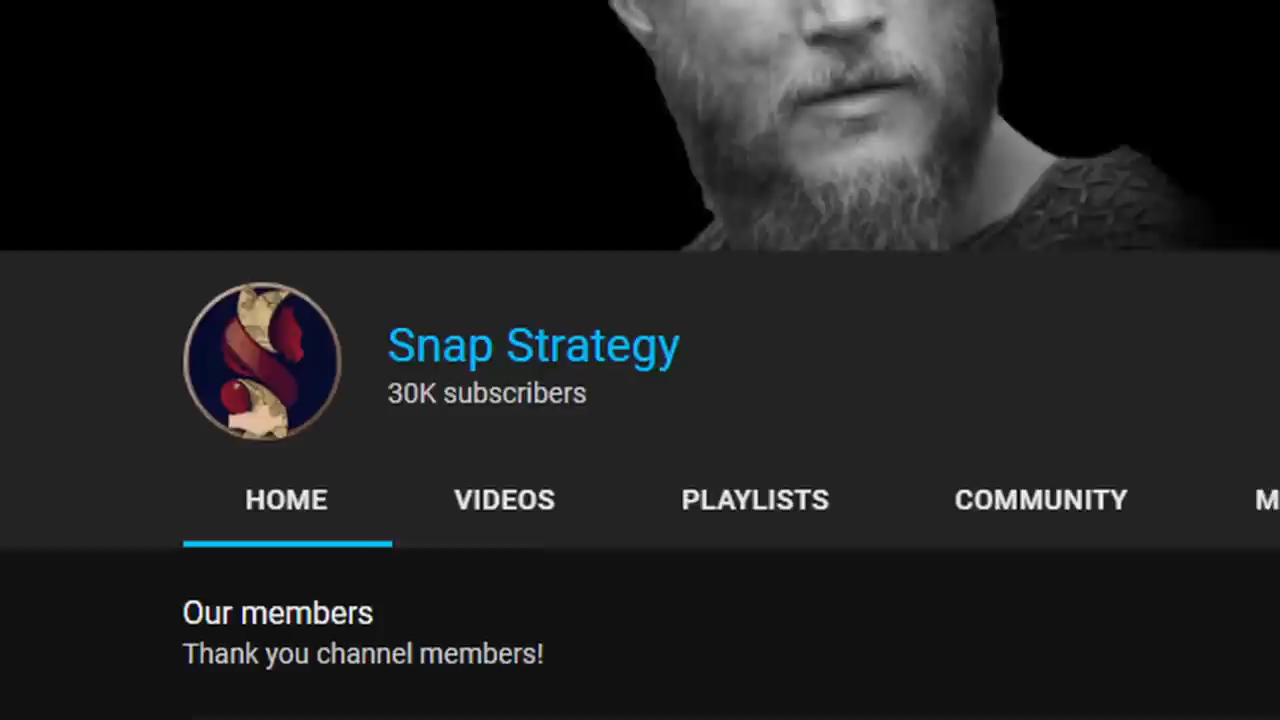 Snap Strategy
30K subscribers
HOME VIDEOS PLAYLISTS COMMUNITY M
Our members
Thank you channel members!